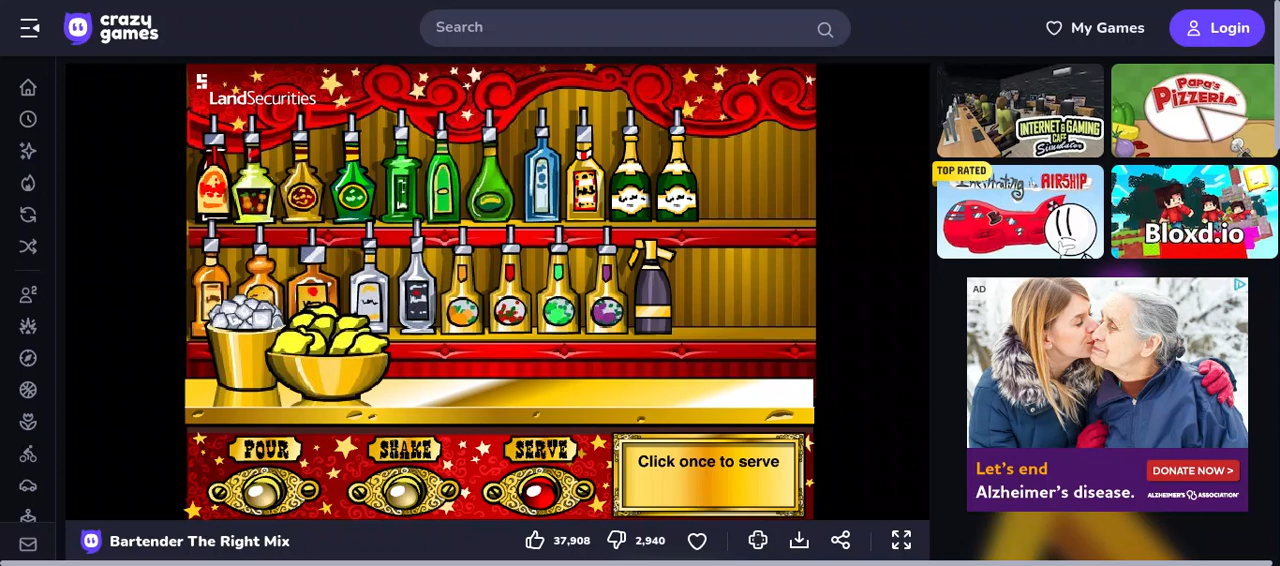 crazy
games
Search
My Games
Login
LandSecurities
POUR
SHAKE
SERVE
Click once to serve
Bartender The Right Mix
37,908
2,940
INTERNET & GAMING
CAFE
Simulator
Papa's
PIZZERIA
TOP RATED
Infiltrating the AIRSHIP
Bloxd.io
AD
Let's end
Alzheimer's disease.
DONATE NOW >
ALZHEIMER'S ASSOCIATION